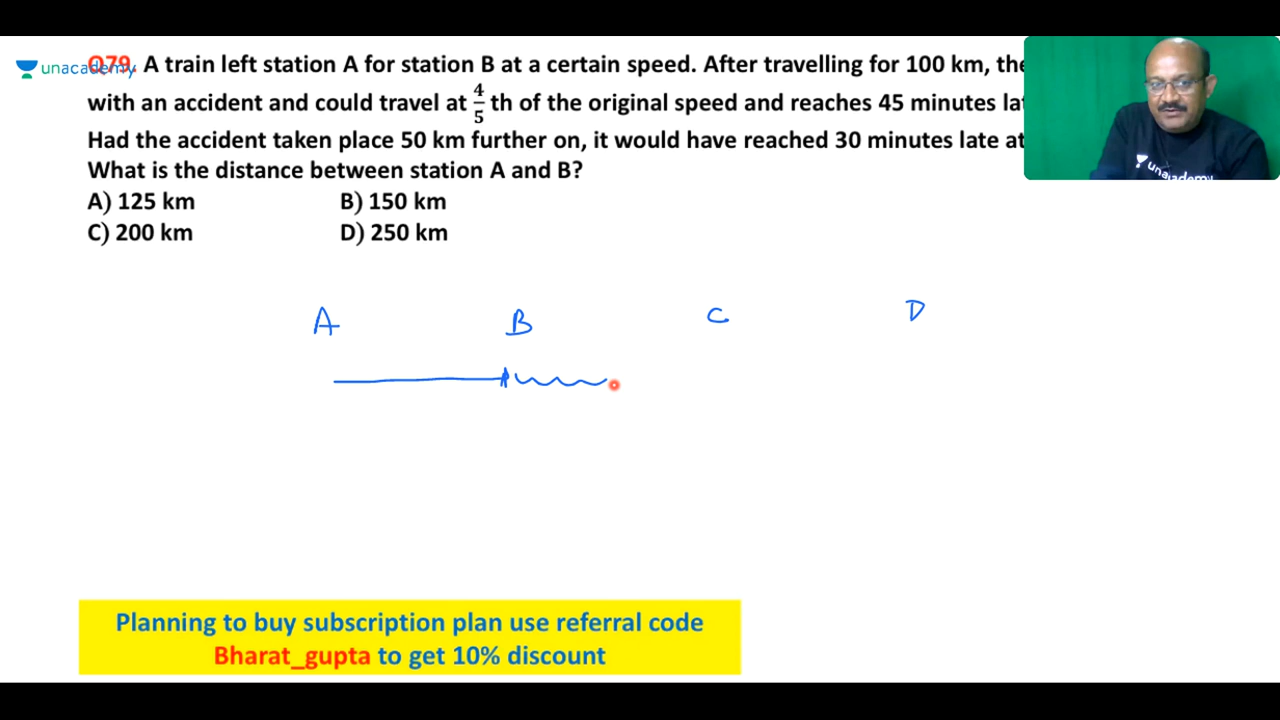 unacademy
Q79. A train left station A for station B at a certain speed. After travelling for 100 km, the
with an accident and could travel at 4/5 th of the original speed and reaches 45 minutes
Had the accident taken place 50 km further on, it would have reached 30 minutes late at
What is the distance between station A and B?
A) 125 km B) 150 km
C) 200 km D) 250 km
A B C D
unacademy
Planning to buy subscription plan use referral code
Bharat_gupta to get 10% discount